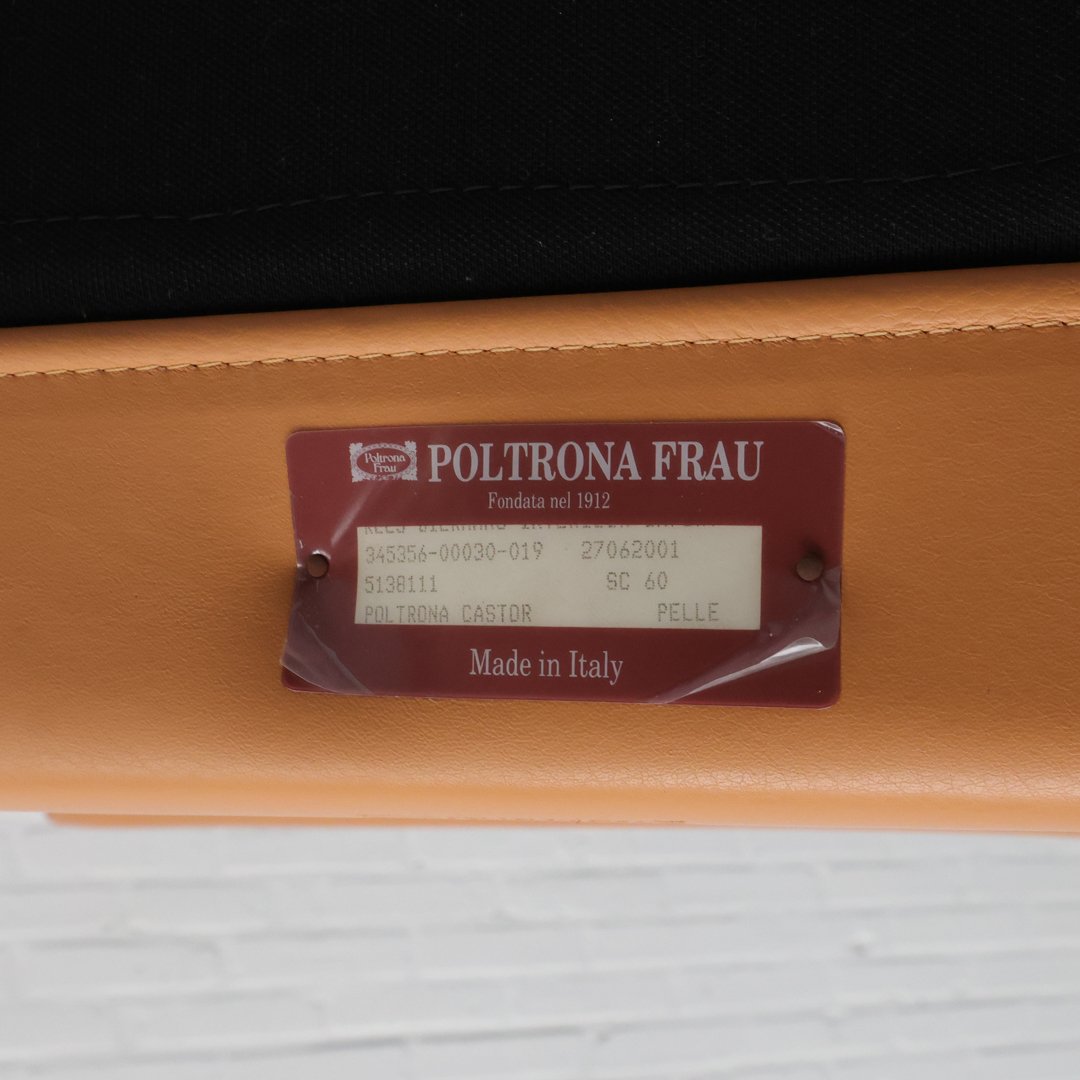 Poltrona
Frau
POLTRONA FRAU
Fondata nel 1912
345356-00030-019 27062001
5138111 SC 60
POLTRONA CASTOR PELLE
Made in Italy